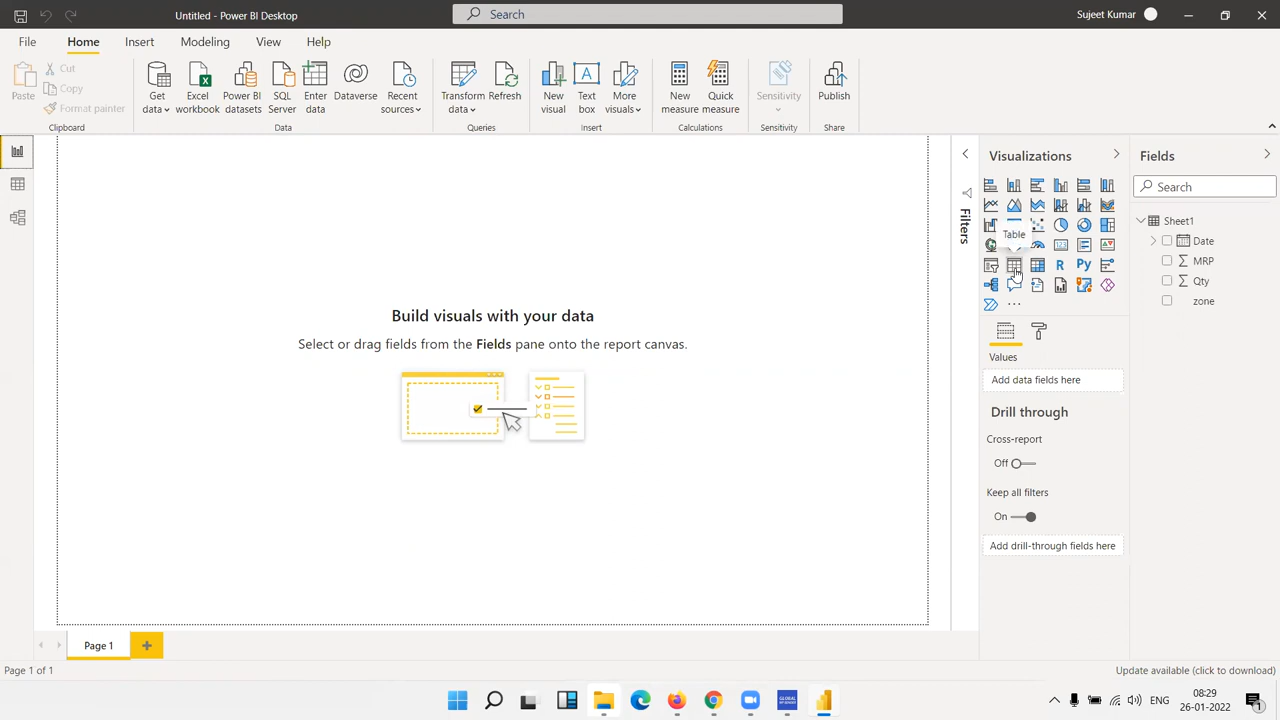 Untitled - Power BI Desktop
Search
Sujeet Kumar
File
Home
Insert
Modeling
View
Help
Paste
Cut
Copy
Format painter
Clipboard
Get data
Excel workbook
Power BI datasets
SQL Server
Enter data
Dataverse
Recent sources
Data
Transform data
Refresh
Queries
New visual
Text box
More visuals
Insert
New measure
Quick measure
Calculations
Sensitivity
Sensitivity
Publish
Share
Build visuals with your data
Select or drag fields from the Fields pane onto the report canvas.
Filters
Visualizations
Table
R
Py
Values
Add data fields here
Drill through
Cross-report
Off
Keep all filters
On
Add drill-through fields here
Fields
Search
Sheet1
Date
MRP
Qty
zone
Page 1
Page 1 of 1
Update available (click to download)
ENG
08:29
26-01-2022